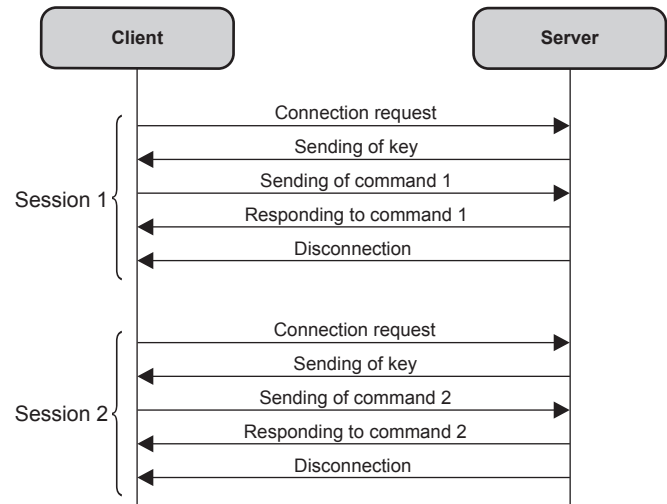 Client
Server
Connection request
Sending of key
Session 1
Sending of command 1
Responding to command 1
Disconnection
Connection request
Sending of key
Session 2
Sending of command 2
Responding to command 2
Disconnection